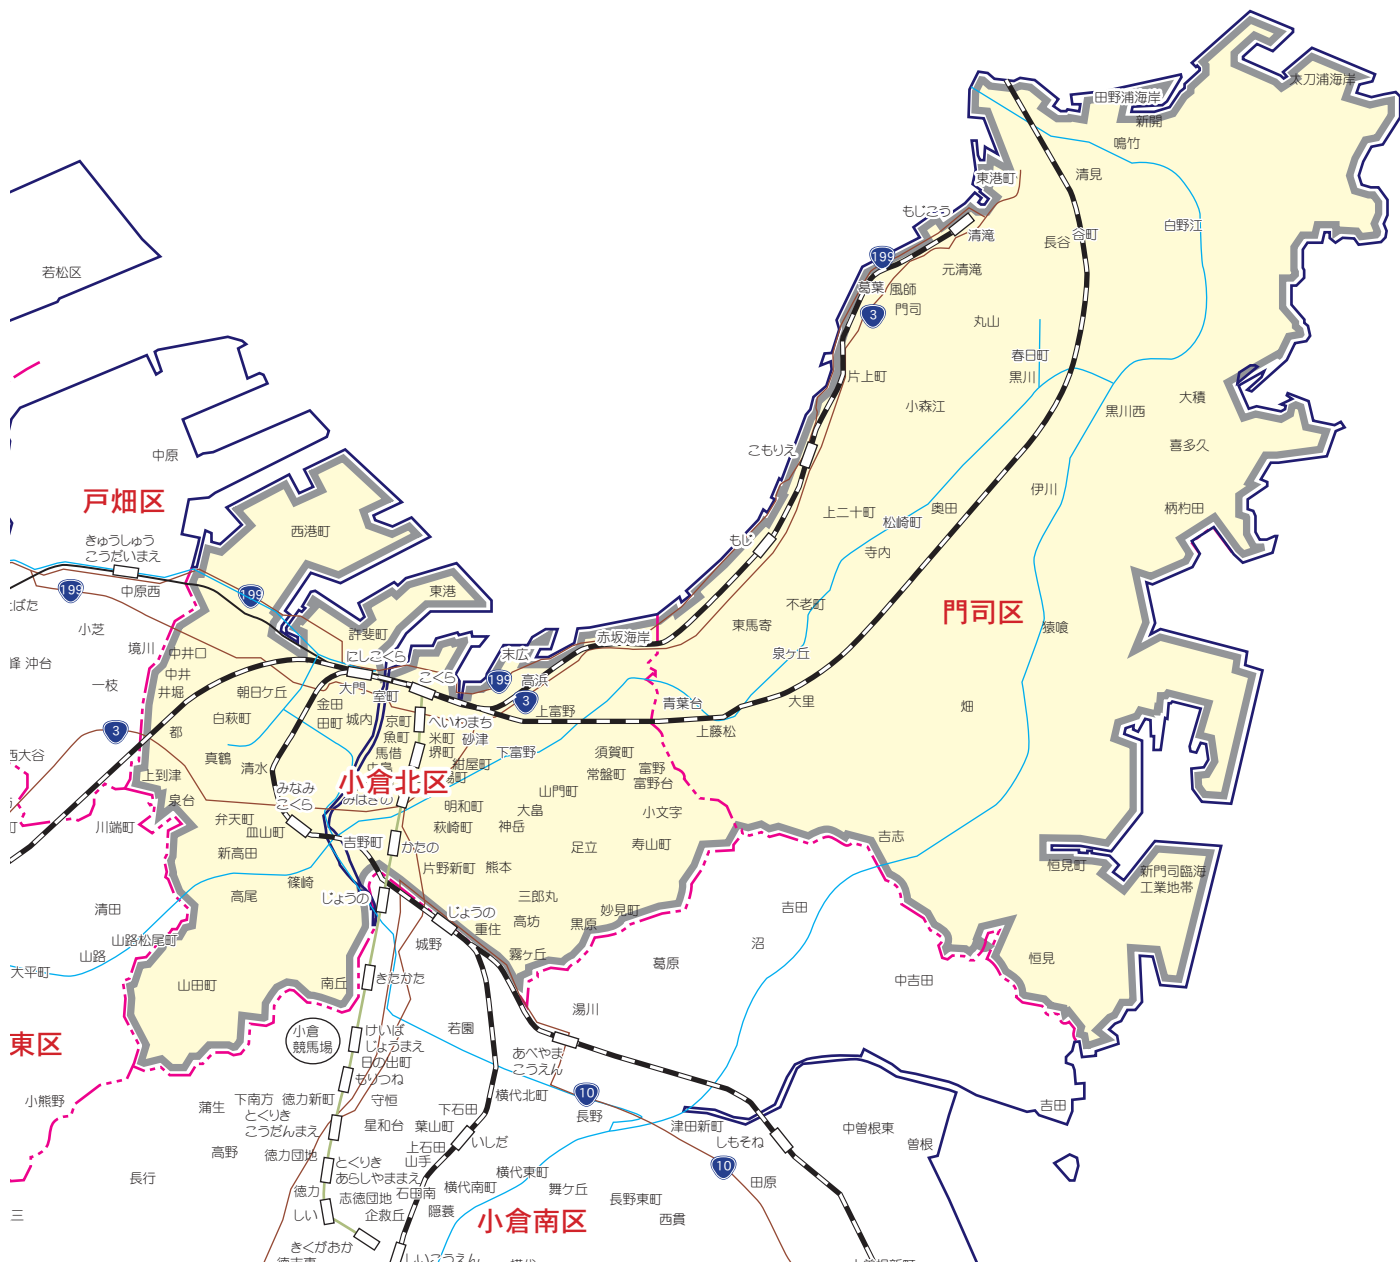 太刀浦海岸
田野浦海岸
新開
鳴竹
清見
東港町
もじこう
清滝
長谷
谷町
白野江
199
元清滝
葛葉
風師
門司
3
丸山
春日町
黒川
片上町
小森江
黒川西
大積
喜多久
こもりえ
伊川
柄杓田
上二十町
松崎町
奥田
寺内
もじ
不老町
東馬寄
泉ヶ丘
門司区
猿喰
畑
大里
青葉台
上藤松
吉志
恒見町
新門司臨海
工業地帯
恒見
若松区
中原
戸畑区
きゅうしゅう
こうだいまえ
199
中原西
小芝
境川
沖台
一枝
3
西大谷
川端町
清田
山路松尾町
山路
大平町
東区
小熊野
長行
三
西港町
199
東港
許斐町
にしこくら
こくら
末広
赤坂海岸
199
高浜
3
上富野
中井口
中井
井堀
朝日ケ丘
大門
室町
金田
田町
城内
白萩町
都
真鶴
清水
上到津
泉台
京町
魚町
馬借
へいわまち
米町
砂津
堺町
紺屋町
下富野
小倉北区
みなみ
こくら
弁天町
皿山町
吉野町
新高田
篠崎
高尾
かたの
明和町
萩崎町
神岳
大畠
山門町
常盤町
須賀町
富野
富野台
小文字
寿山町
足立
片野新町
熊本
三郎丸
高坊
黒原
妙見町
霧ヶ丘
重住
じょうの
じょうの
城野
山田町
南丘
きたかた
小倉
競馬場
けいば
じょうまえ
日の出町
もりつね
守恒
若園
湯川
葛原
沼
吉田
中吉田
あべやま
こうえん
10
長野
横代北町
下石田
葉山町
星和台
蒲生
下南方
徳力新町
とくりき
こうだんまえ
高野
徳力団地
とくりき
あらしやままえ
上石田
山手
いしだ
横代東町
横代南町
舞ケ丘
石田南
隠蓑
志徳団地
企救丘
徳力
しい
きくがおか
小倉南区
長野東町
西貫
津田新町
しもそね
10
田原
中曽根東
曽根
吉田
しいこうえん